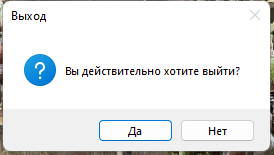 Выход
Вы действительно хотите выйти?
Да
Нет